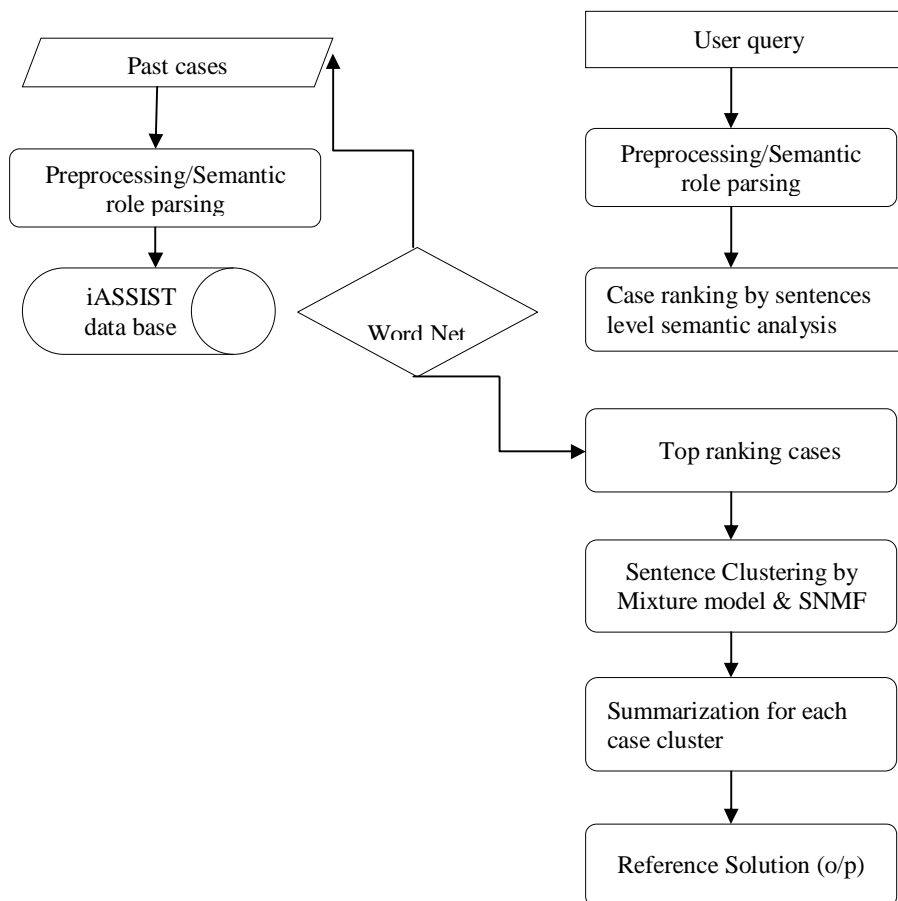 Past cases
Preprocessing/Semantic
role parsing
iASSIST
data base
Word Net
User query
Preprocessing/Semantic
role parsing
Case ranking by sentences
level semantic analysis
Top ranking cases
Sentence Clustering by
Mixture model & SNMF
Summarization for each
case cluster
Reference Solution (o/p)